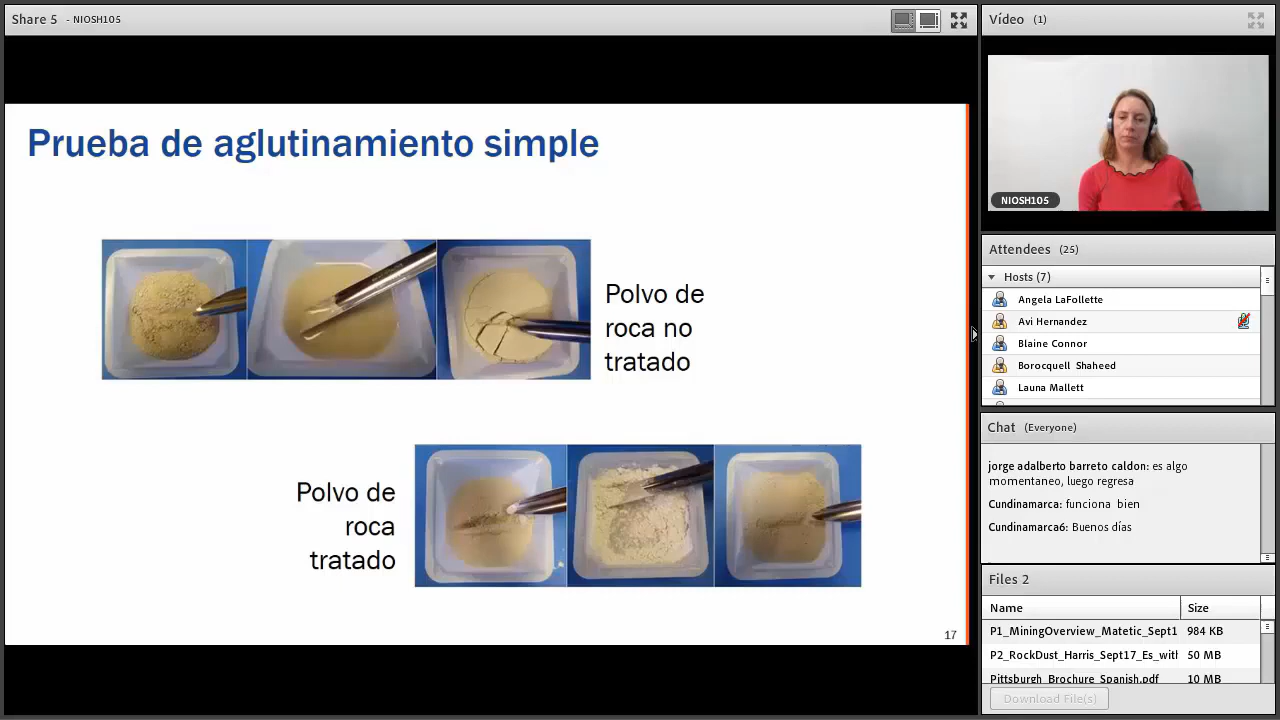 Share 5 - NIOSH105
Prueba de aglutinamiento simple
Polvo de
roca no
tratado
Polvo de
roca
tratado
17
Vídeo (1)
NIOSH105
Attendees (25)
Hosts (7)
Angela LaFollette
Avi Hernandez
Blaine Connor
Borocquell Shaheed
Launa Mallett
Chat (Everyone)
jorge adalberto barreto caldon: es algo
momentaneo, luego regresa
Cundinamarca: funciona bien
Cundinamarca6: Buenos días
Files 2
Name Size
P1_MiningOverview_Matetic_Sept1 984 KB
P2_RockDust_Harris_Sept17_Es_with 50 MB
Pittsburgh_Brochure_Spanish.pdf 10 MB
Download File(s)